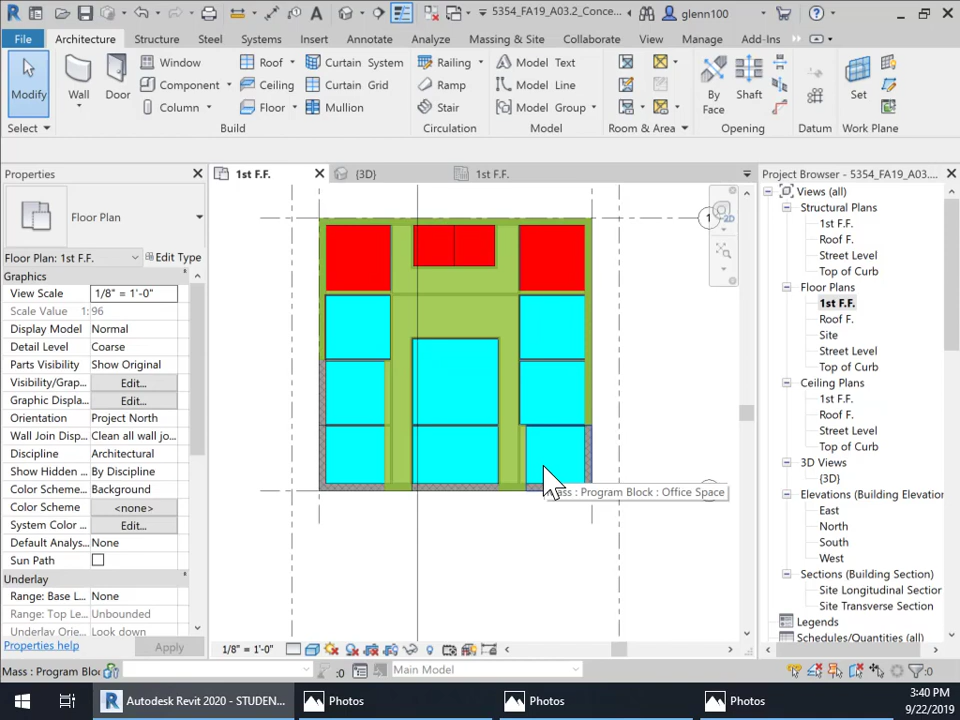 5354_FA19_A03.2_Conce...
glenn100
File
Architecture
Structure
Steel
Systems
Insert
Annotate
Analyze
Massing & Site
Collaborate
View
Manage
Add-Ins
Modify
Wall
Door
Window
Component
Column
Roof
Ceiling
Floor
Curtain System
Curtain Grid
Mullion
Railing
Ramp
Stair
Model Text
Model Line
Model Group
By
Face
Shaft
Set
Select
Build
Circulation
Model
Room & Area
Opening
Datum
Work Plane
Properties
1st F.F.
{3D}
1st F.F.
Project Browser - 5354_FA19_A03....
Floor Plan
Floor Plan: 1st F.F.
Edit Type
Graphics
View Scale
1/8" = 1'-0"
Scale Value 1:
96
Display Model
Normal
Detail Level
Coarse
Parts Visibility
Show Original
Visibility/Grap...
Edit...
Graphic Displa...
Edit...
Orientation
Project North
Wall Join Disp...
Clean all wall jo...
Discipline
Architectural
Show Hidden ...
By Discipline
Color Scheme...
Background
Color Scheme
<none>
System Color ...
Edit...
Default Analys...
None
Sun Path
Underlay
Range: Base L...
None
Range: Top Le...
Unbounded
Underlay Orie...
Look down
Properties help
Apply
1
2D
Mass : Program Block : Office Space
Views (all)
Structural Plans
1st F.F.
Roof F.
Street Level
Top of Curb
Floor Plans
1st F.F.
Roof F.
Site
Street Level
Top of Curb
Ceiling Plans
1st F.F.
Roof F.
Street Level
Top of Curb
3D Views
{3D}
Elevations (Building Elevation
East
North
South
West
Sections (Building Section)
Site Longitudinal Section
Site Transverse Section
Legends
Schedules/Quantities (all)
1/8" = 1'-0"
Mass : Program Bloc
:0
Main Model
:0
Autodesk Revit 2020 - STUDEN...
Photos
Photos
Photos
3:40 PM
9/22/2019